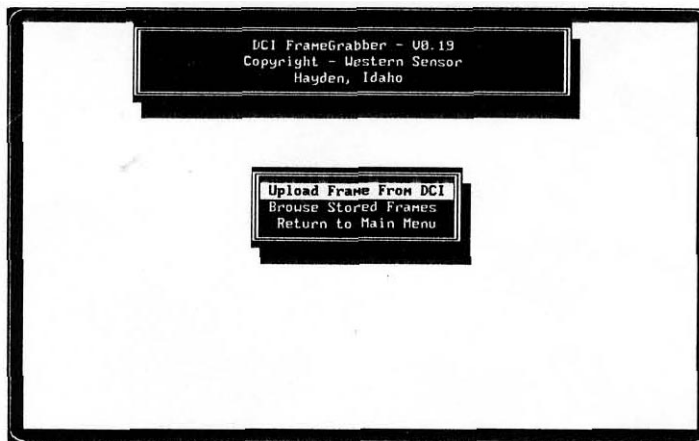 DCI FrameGrabber - V0.19
Copyright - Western Sensor
Hayden, Idaho
Upload Frame From DCI
Browse Stored Frames
Return to Main Menu